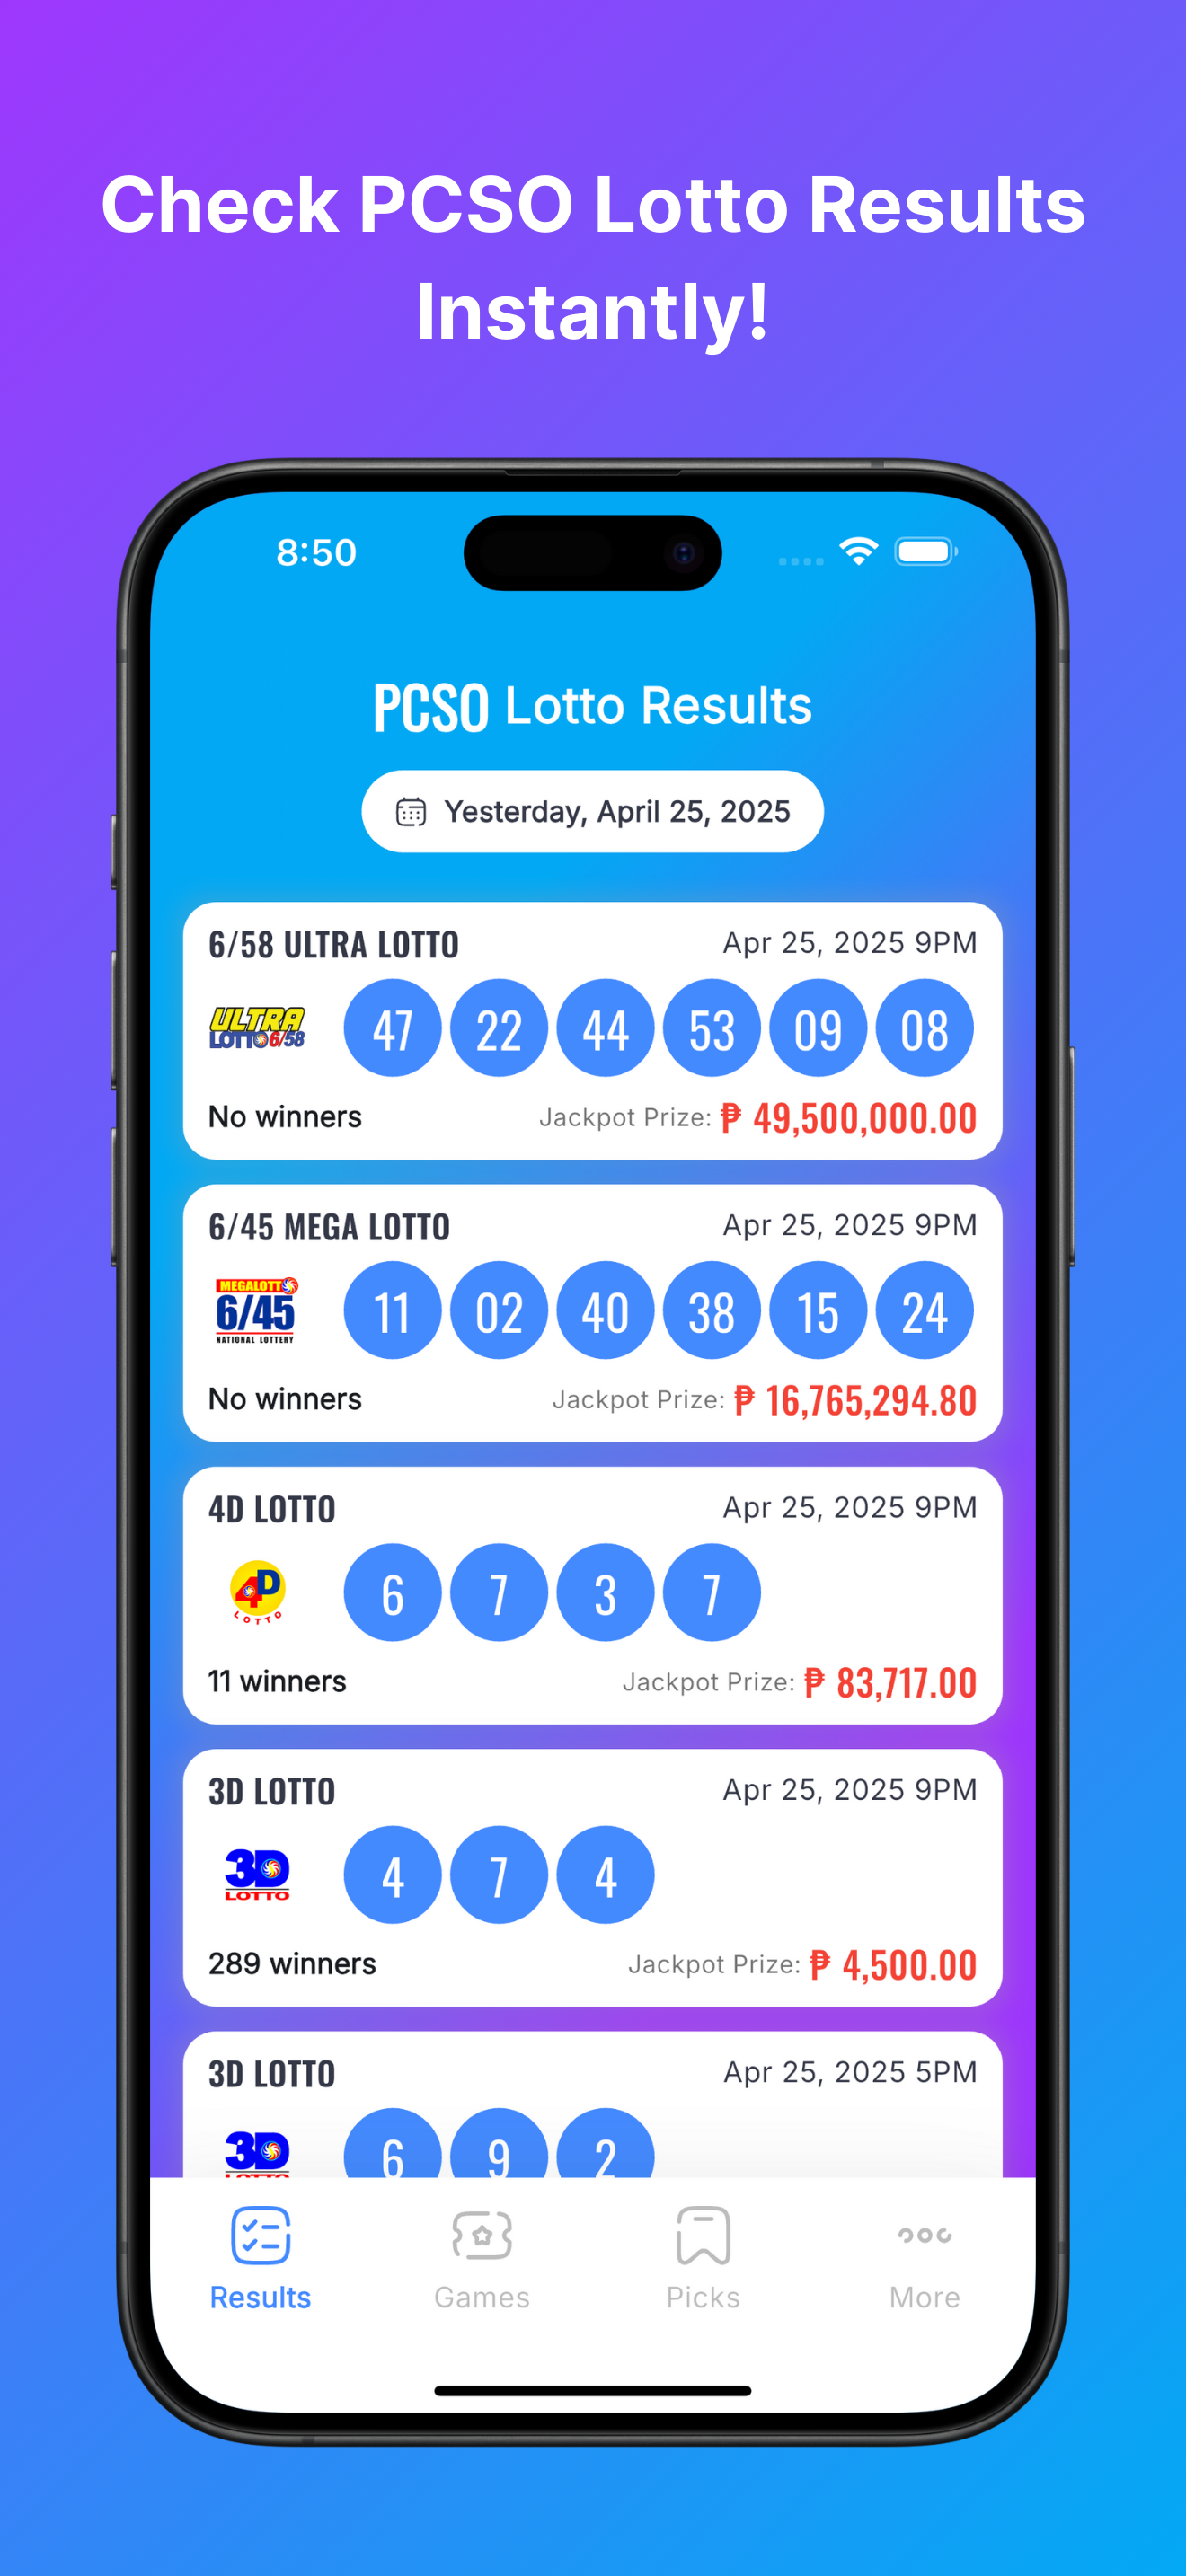 Check PCSO Lotto Results
Instantly!
8:50
PCSO Lotto Results
Yesterday, April 25, 2025
6/58 ULTRA LOTTO Apr 25, 2025 9PM
ULTRA
LOTTO 6/58
47 22 44 53 09 08
No winners Jackpot Prize: ₱ 49,500,000.00
6/45 MEGA LOTTO Apr 25, 2025 9PM
MEGALOTTO
6/45
NATIONAL LOTTERY
11 02 40 38 15 24
No winners Jackpot Prize: ₱ 16,765,294.80
4D LOTTO Apr 25, 2025 9PM
4D
LOTTO
6 7 3 7
11 winners Jackpot Prize: ₱ 83,717.00
3D LOTTO Apr 25, 2025 9PM
3D
LOTTO
4 7 4
289 winners Jackpot Prize: ₱ 4,500.00
3D LOTTO Apr 25, 2025 5PM
3D
6 9 2
Results Games Picks More